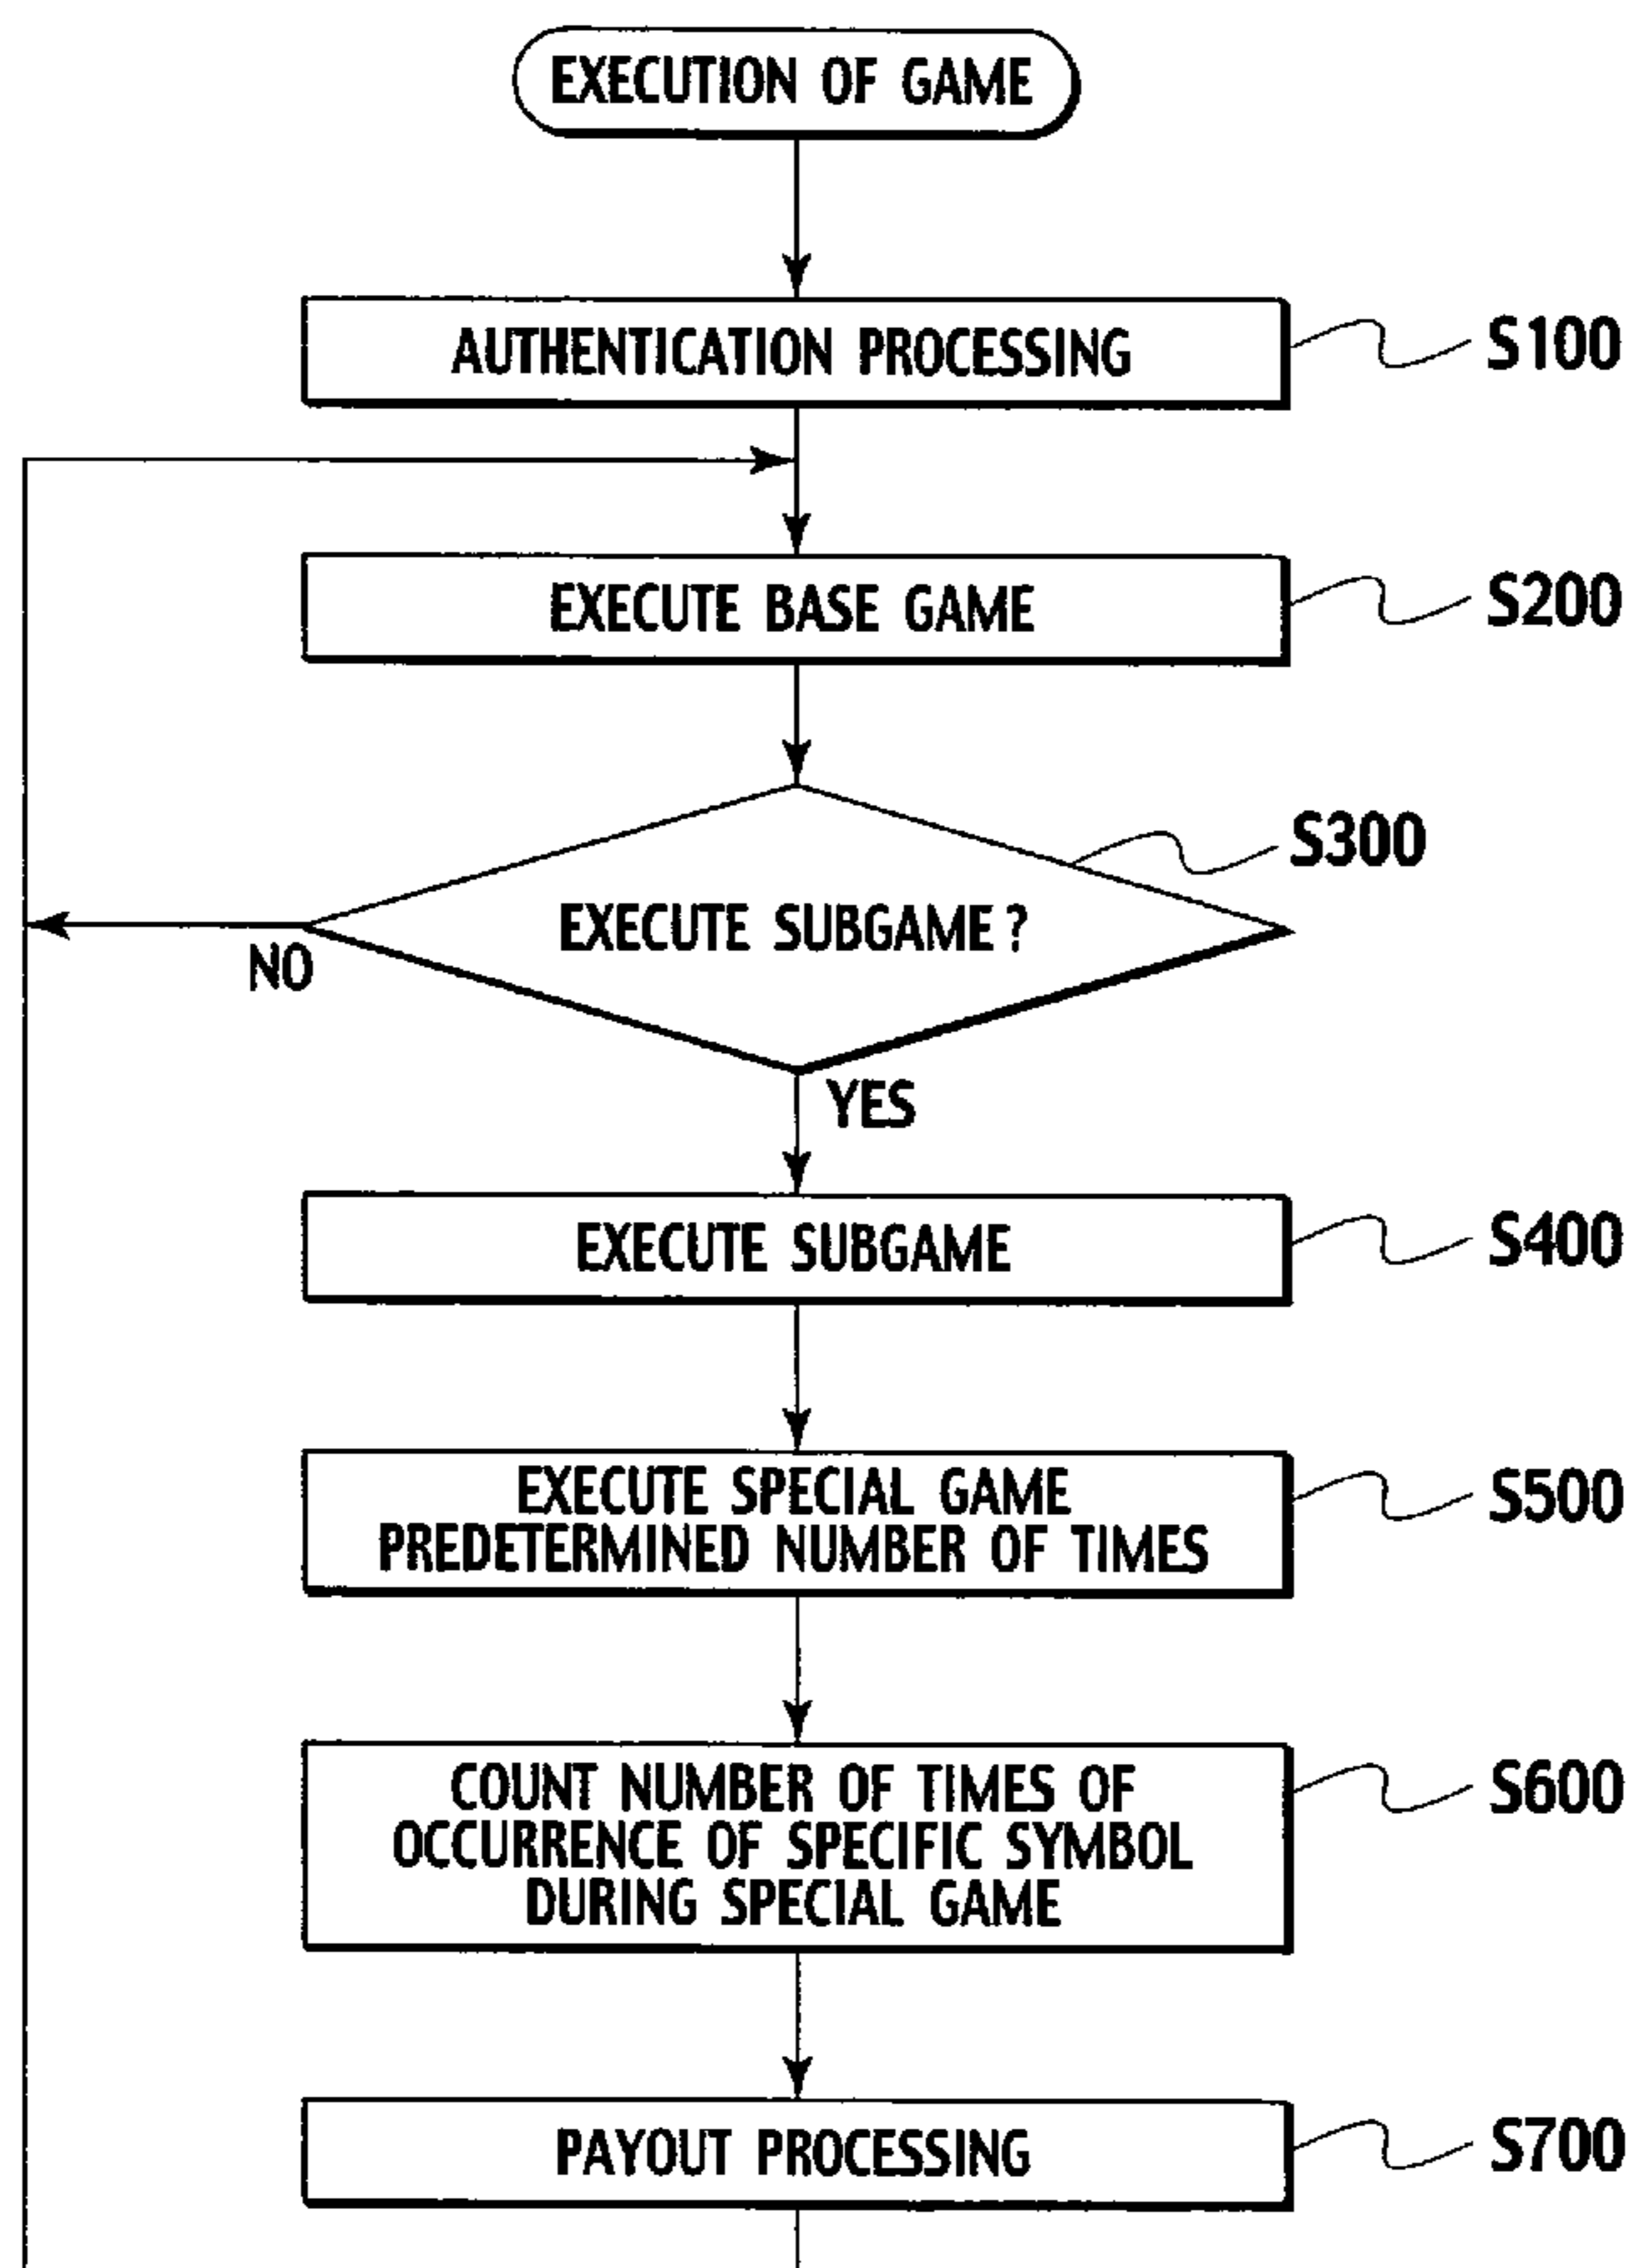 EXECUTION OF GAME
AUTHENTICATION PROCESSING
S100
EXECUTE BASE GAME
S200
S300
EXECUTE SUBGAME?
NO
YES
EXECUTE SUBGAME
S400
EXECUTE SPECIAL GAME
PREDETERMINED NUMBER OF TIMES
S500
COUNT NUMBER OF TIMES OF
OCCURRENCE OF SPECIFIC SYMBOL
DURING SPECIAL GAME
S600
PAYOUT PROCESSING
S700